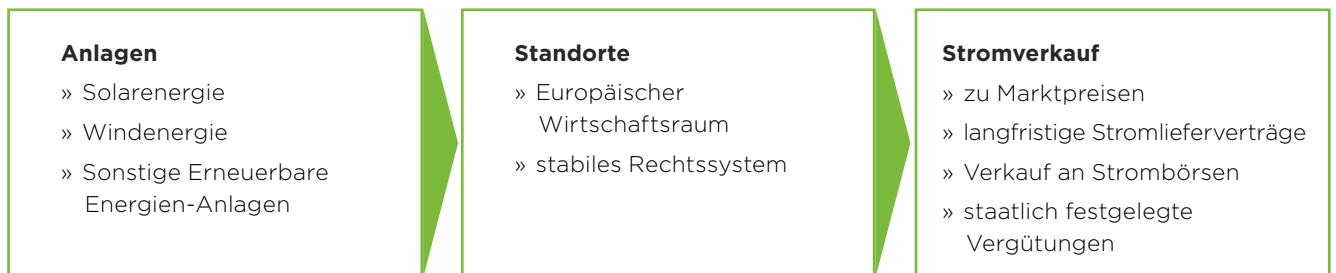 Anlagen
» Solarenergie
» Windenergie
» Sonstige Erneuerbare
Energien-Anlagen
Standorte
» Europäischer
Wirtschaftsraum
» stabiles Rechtssystem
Stromverkauf
» zu Marktpreisen
» langfristige Stromlieferverträge
» Verkauf an Strombörsen
» staatlich festgelegte
Vergütungen